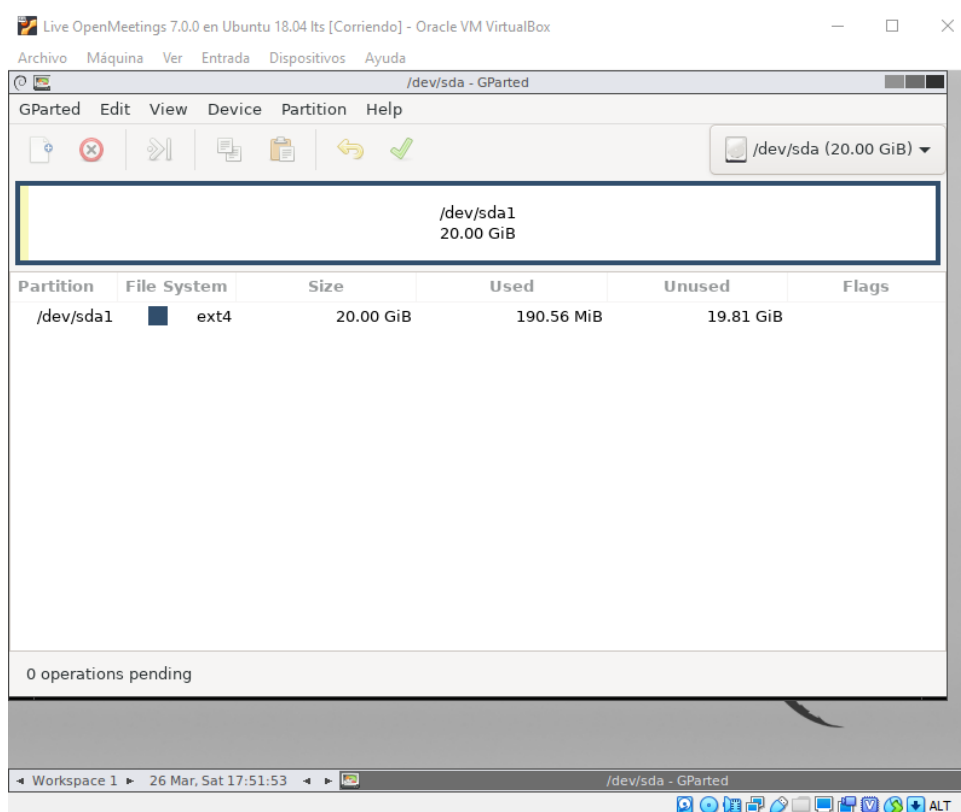 Live OpenMeetings 7.0.0 en Ubuntu 18.04 lts [Corriendo] - Oracle VM VirtualBox
Archivo Máquina Ver Entrada Dispositivos Ayuda
/dev/sda - GParted
GParted Edit View Device Partition Help
/dev/sda (20.00 GiB)
/dev/sda1
20.00 GiB
Partition File System Size Used Unused Flags
/dev/sda1 ext4 20.00 GiB 190.56 MiB 19.81 GiB
0 operations pending
Workspace 1 26 Mar, Sat 17:51:53 /dev/sda - GParted
ALT